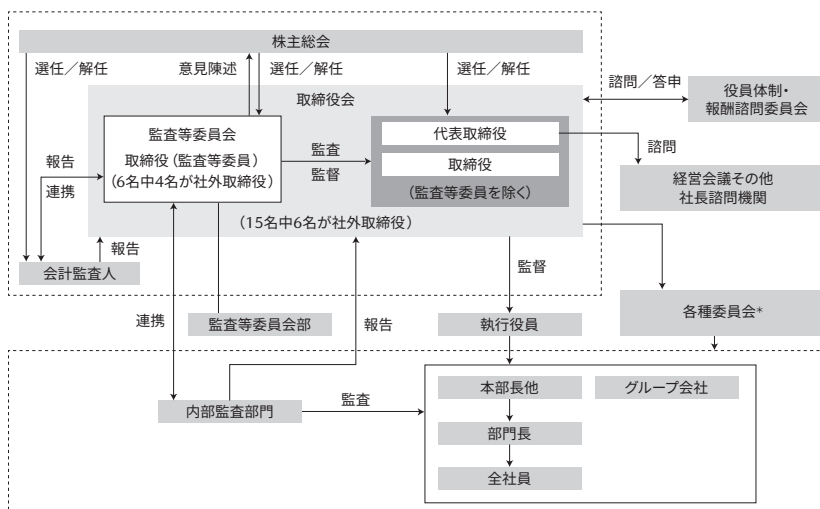 株主総会
選任／解任
意見陳述
選任／解任
選任／解任
諮問／答申
役員体制・
報酬諮問委員会
取締役会
監査等委員会
取締役（監査等委員）
（6名中4名が社外取締役）
監査
監督
代表取締役
取締役
（監査等委員を除く）
諮問
経営会議その他
社長諮問機関
報告
連携
（15名中6名が社外取締役）
報告
会計監査人
監督
連携
監査等委員会部
報告
執行役員
各種委員会*
内部監査部門
監査
本部長他
グループ会社
部門長
全社員